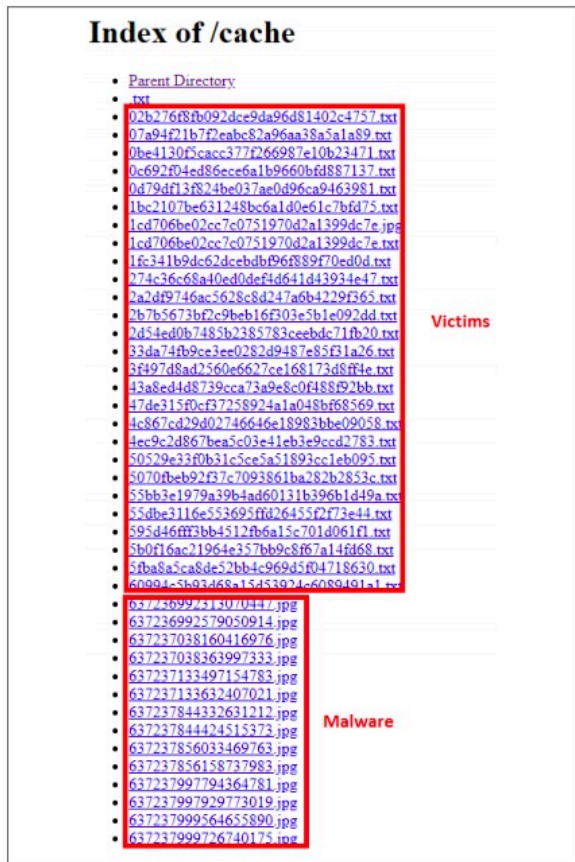 Index of /cache
Parent Directory
.txt
02b276f8fb092dce9da96d81402c4757.txt
07a94f21b7f2eabc82a96aa38a5a1a89.txt
0be4130f5cacc377f266987e10b23471.txt
0c692f04ed86ece6a1b9660bfd887137.txt
0d79df13f824be037ae0d96ca9463981.txt
1bc2107be631248bc6a1d0e61c7bfd75.txt
1cd706be02cc7c0751970d2a1399dc7e.jpg
1cd706be02cc7c0751970d2a1399dc7e.txt
1fc341b9dc62dcebdbf96f889f70ed0d.txt
274c36c68a40ed0def4d641d43934e47.txt
2a2df9746ac5628c8d247a6b4229f365.txt
2b7b5673bf2c9beb16f303e5b1e092dd.txt
Victims
2d54ed0b7485b2385783ceebdc71fb20.txt
33da74fb9ce3ee0282d9487e85f31a26.txt
3f497d8ad2560e6627ce168173d8ff4e.txt
43a8ed4d8739cca73a9e8c0f488f92bb.txt
47de315f0cf37258924a1a048bf68569.txt
4c867cd29d02746646e18983bbe09058.txt
4ec9c2d867bea5c03e41eb3e9ccd2783.txt
50529e33f0b31c5ce5a51893cc1eb095.txt
5070fbeb92f37c7093861ba282b2853c.txt
55bb3e1979a39b4ad60131b396b1d49a.txt
55dbe3116e553695ffd26455f2f73e44.txt
595d46fff3bb4512fb6a15c701d061f1.txt
5b0f16ac21964e357bb9c8f67a14fd68.txt
5fba8a5ca8de52bb4c969d5f04718630.txt
60994c5b93d68a15d53924c6089491a1.txt
637236992313070447.jpg
637236992579050914.jpg
637237038160416976.jpg
637237038363997333.jpg
637237133497154783.jpg
637237133632407021.jpg
637237844332631212.jpg
Malware
637237844424515373.jpg
637237856033469763.jpg
637237856158737983.jpg
637237997794364781.jpg
637237997929773019.jpg
637237999564655890.jpg
637237999726740175.jpg